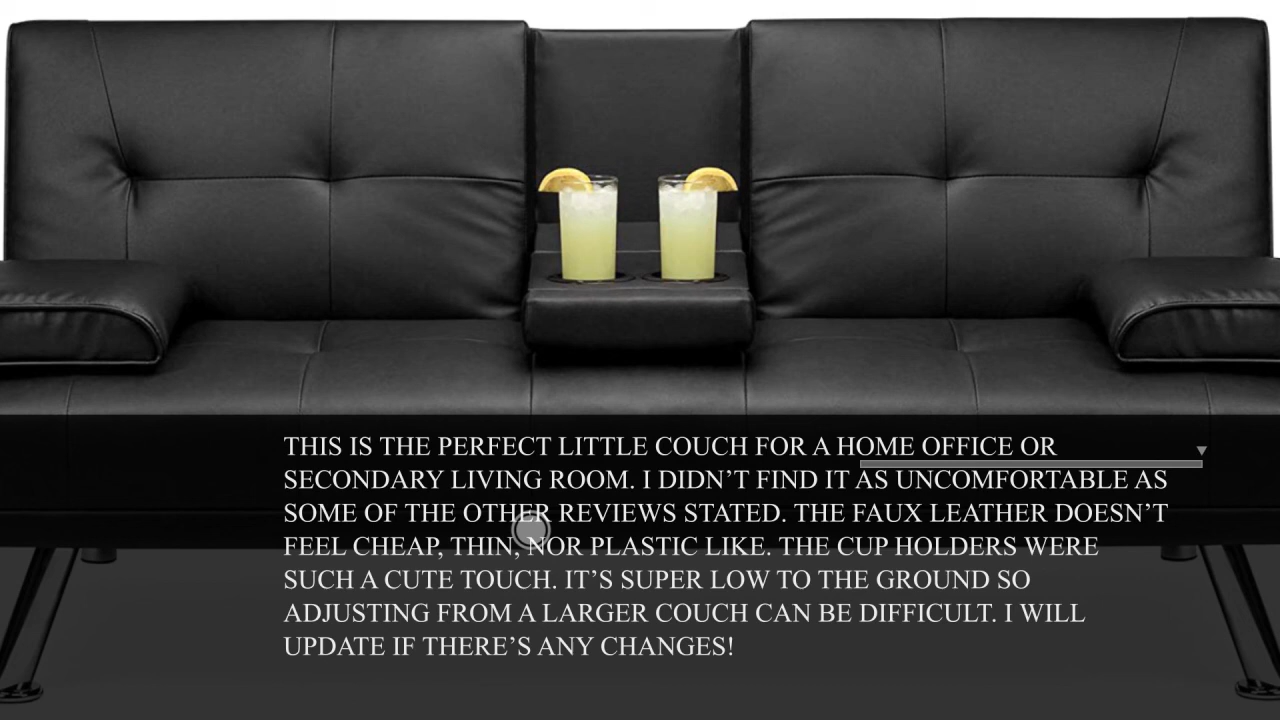 THIS IS THE PERFECT LITTLE COUCH FOR A HOME OFFICE OR
SECONDARY LIVING ROOM. I DIDN’T FIND IT AS UNCOMFORTABLE AS
SOME OF THE OTHER REVIEWS STATED. THE FAUX LEATHER DOESN’T
FEEL CHEAP, THIN, NOR PLASTIC LIKE. THE CUP HOLDERS WERE
SUCH A CUTE TOUCH. IT’S SUPER LOW TO THE GROUND SO
ADJUSTING FROM A LARGER COUCH CAN BE DIFFICULT. I WILL
UPDATE IF THERE’S ANY CHANGES!